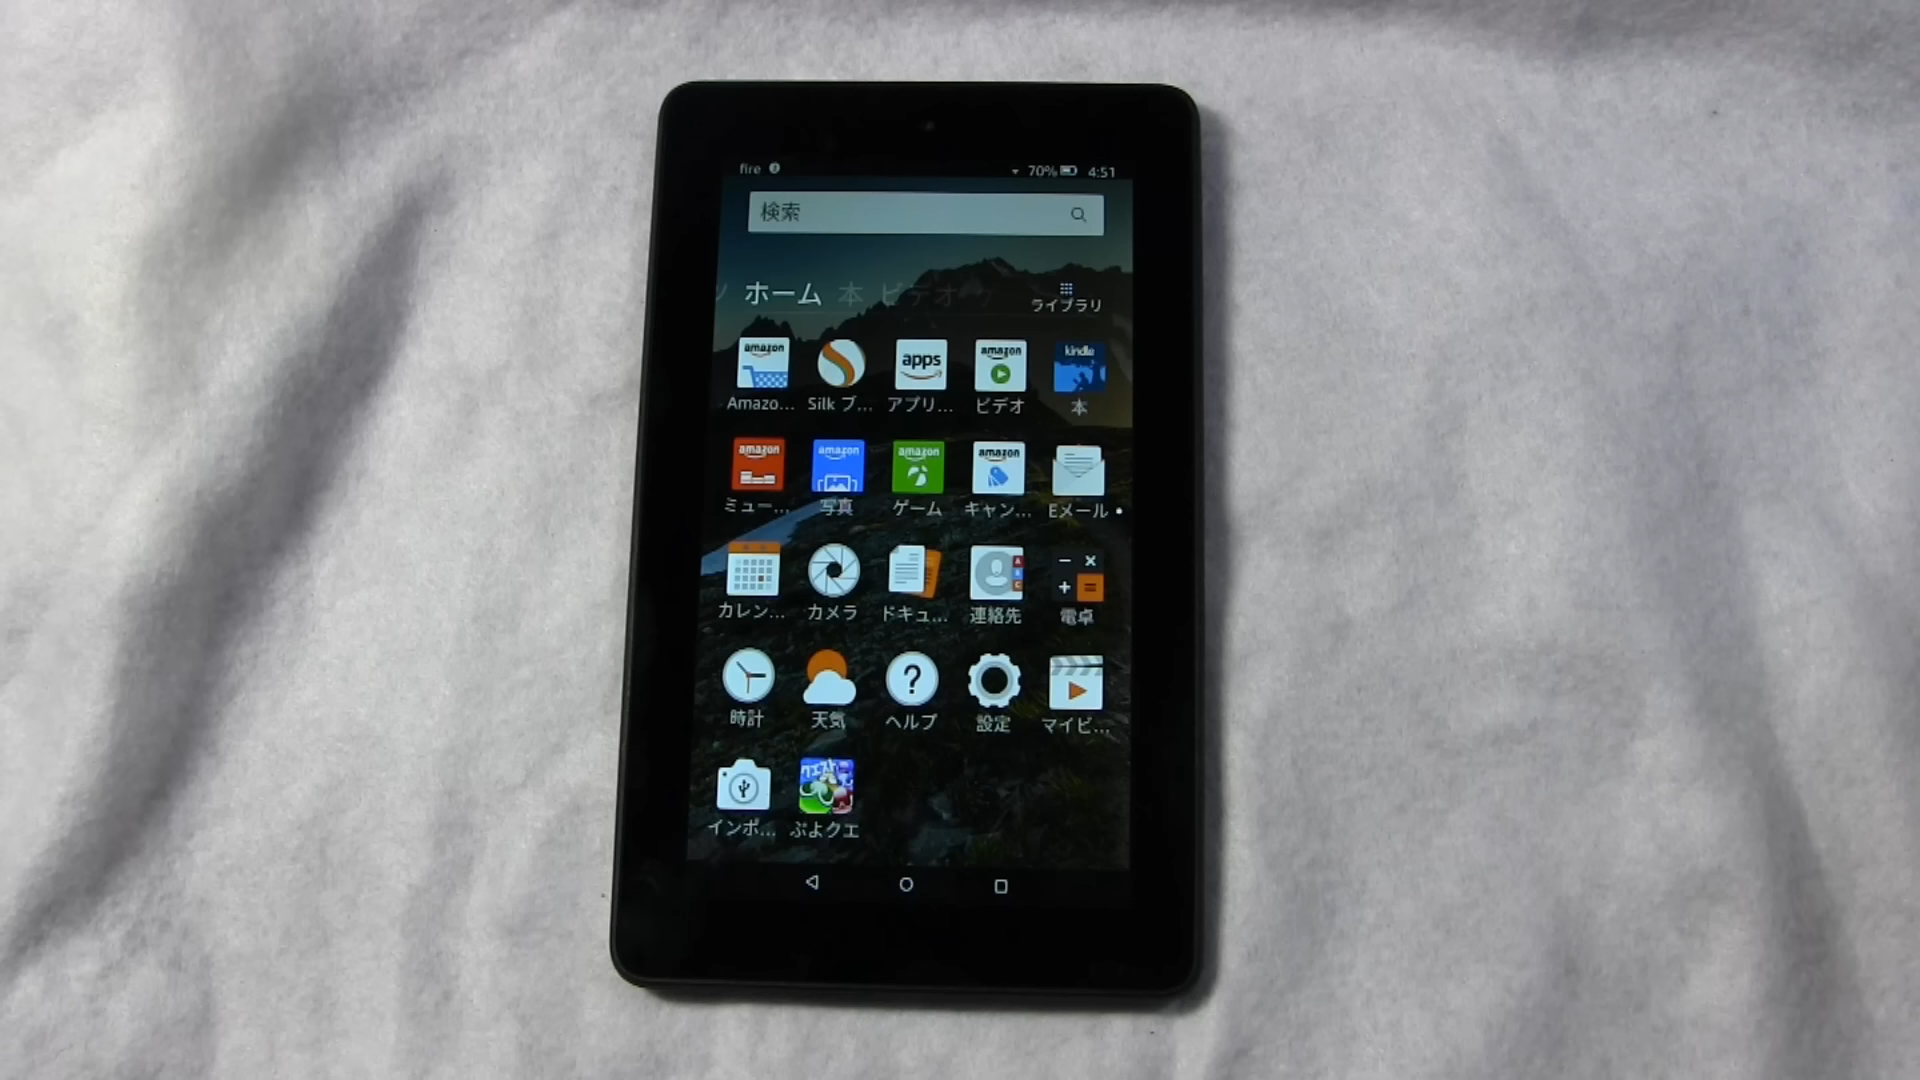 fire 70% 4:51
検索
ホーム 本 ビデオ
ライブラリ
amazon apps amazon kindle
Amazo... Silk ブ... アプリ... ビデオ 本
amazon amazon amazon amazon
ミュー... 写真 ゲーム キャン... Eメール
A
B
C
カレン... カメラ ドキュ... 連絡先 電卓
− ×
+ =
時計 天気 ヘルプ 設定 マイビ...
?
クエスト
インポ... ぷよクエ